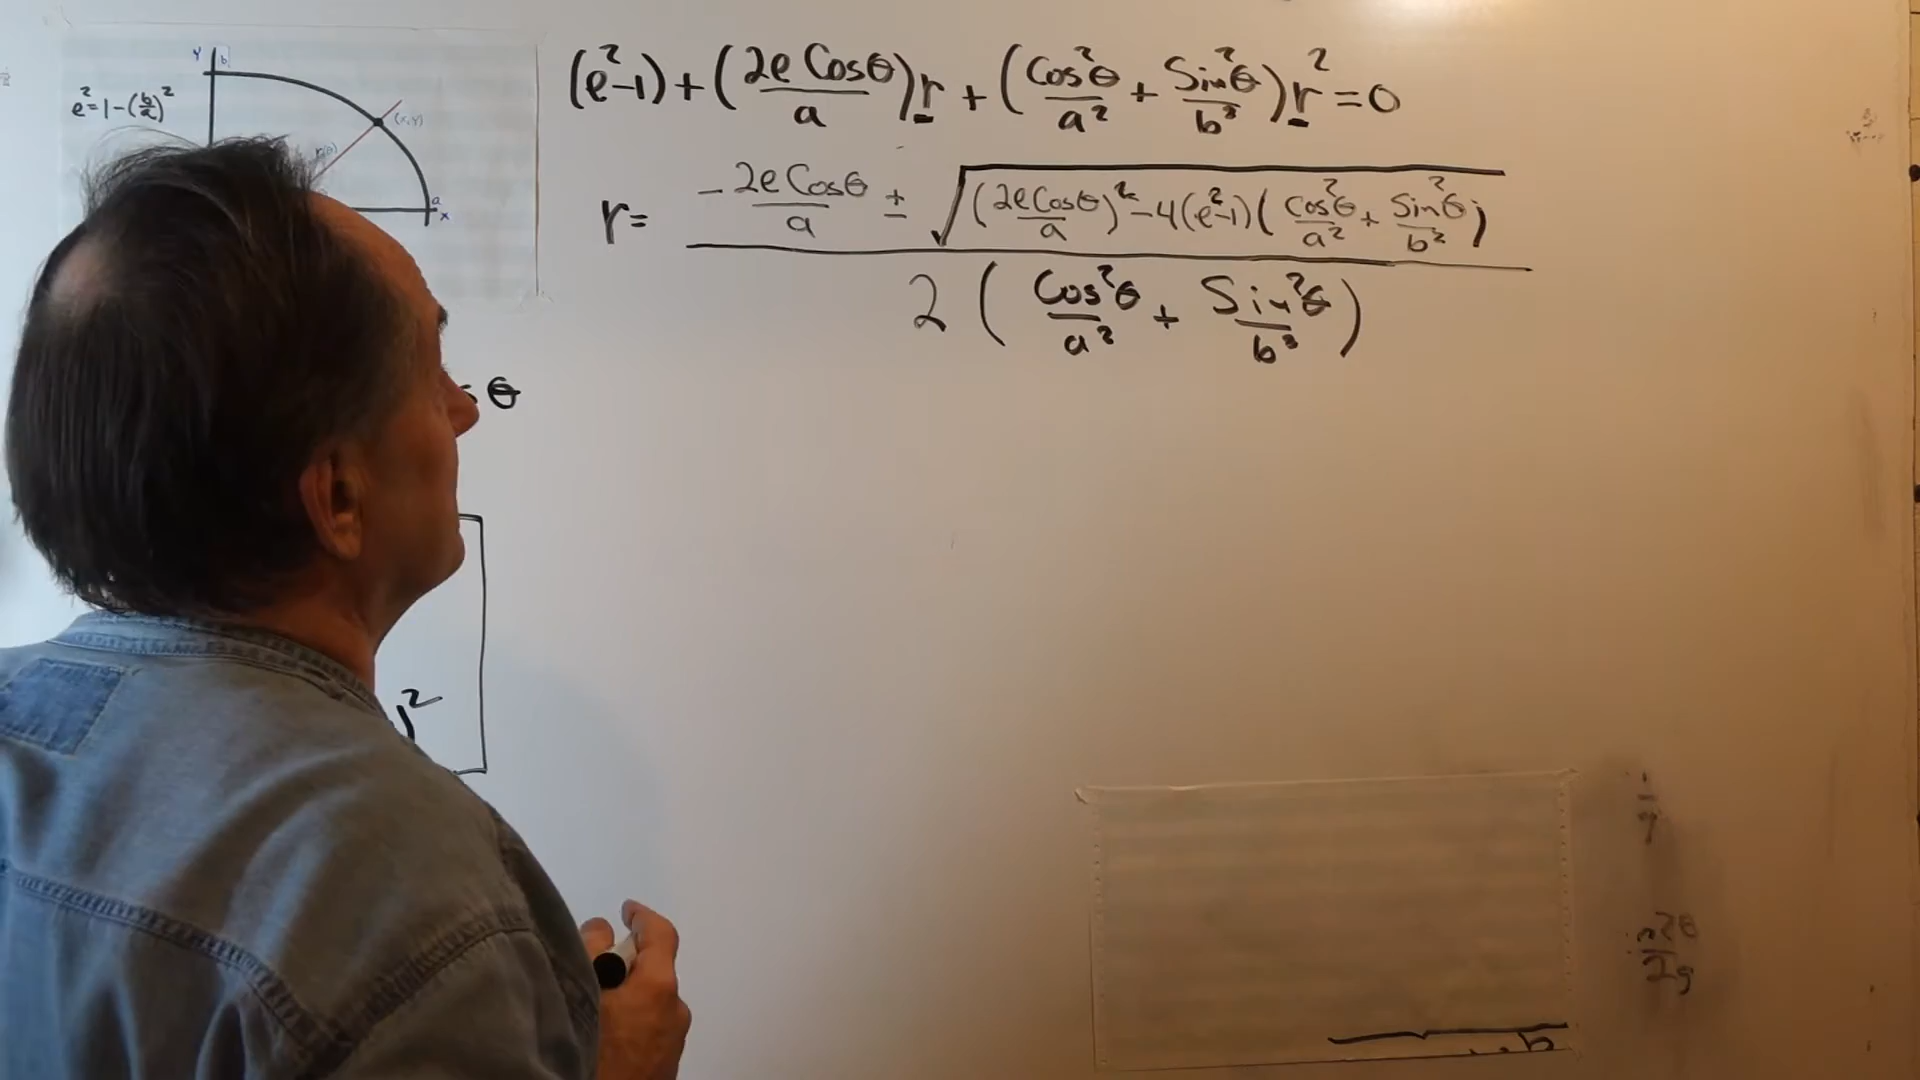 Y b
e²=1-(b/a)²
(x,y)
r(θ)
a
x
(e²-1)+(2e Cosθ/a)r+(Cos²θ/a²+Sin²θ/b²)r²=0
r= (-2e Cosθ/a ± √((2e Cosθ/a)²-4(e²-1)(Cos²θ/a²+Sin²θ/b²))) / 2(Cos²θ/a²+Sin²θ/b²)
θ
)²